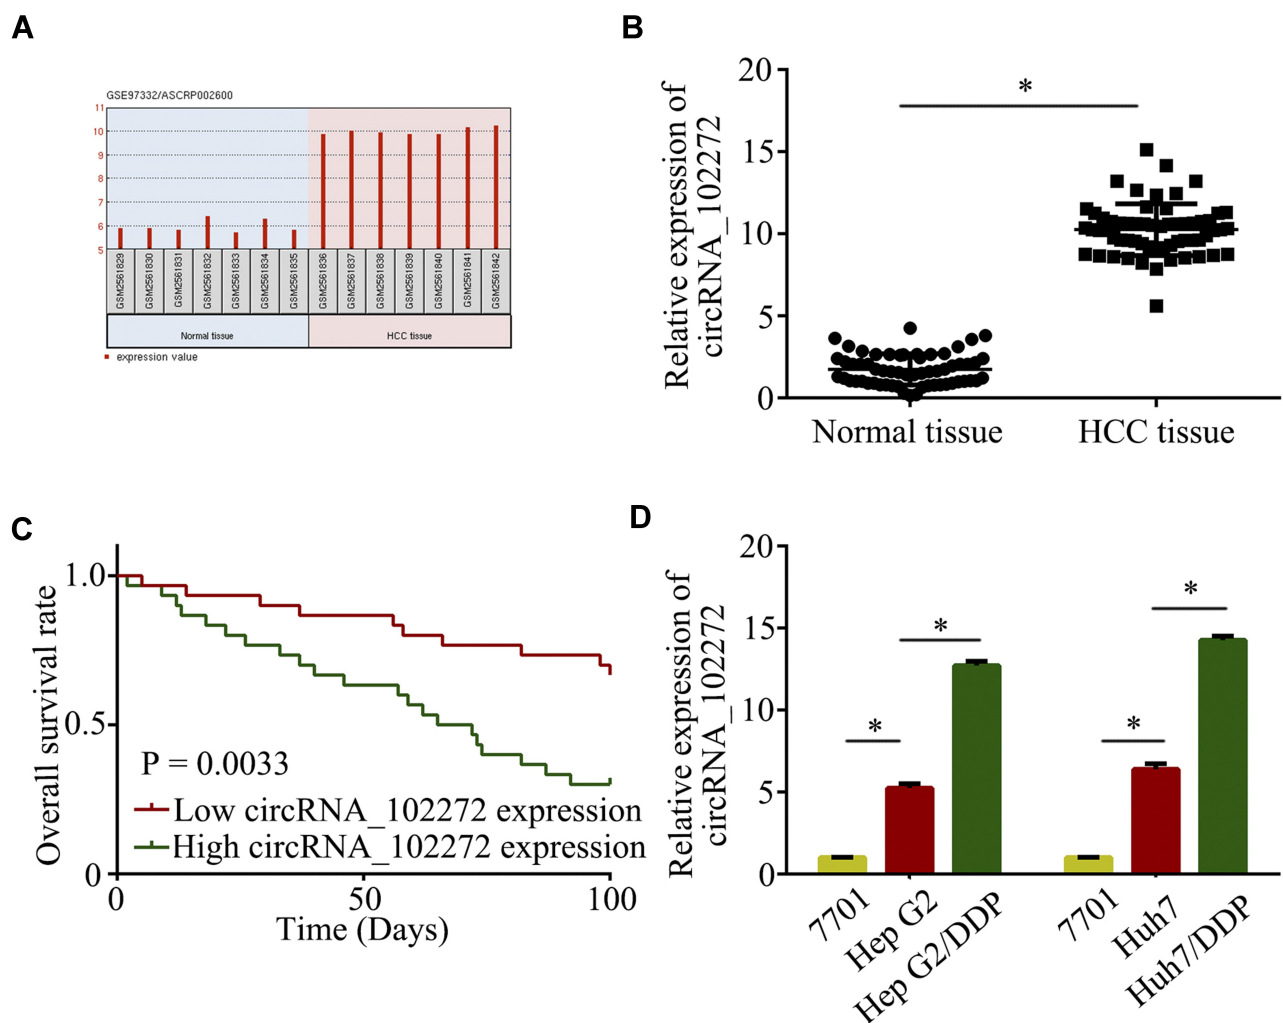 A
GSE97332/ASCRP002600
11
10
9
8
7
6
5
GSM2561829
GSM2561830
GSM2561831
GSM2561832
GSM2561833
GSM2561834
GSM2561835
GSM2561836
GSM2561837
GSM2561838
GSM2561839
GSM2561840
GSM2561841
GSM2561842
Normal tissue
HCC tissue
expression value
B
Relative expression of
circRNA_102272
20
15
10
5
0
*
Normal tissue
HCC tissue
C
Overall survival rate
1.0
0.5
0
P = 0.0033
Low circRNA_102272 expression
High circRNA_102272 expression
0
50
100
Time (Days)
D
Relative expression of
circRNA_102272
20
15
10
5
0
*
*
*
*
7701
Hep G2
Hep G2/DDP
7701
Huh7
Huh7/DDP